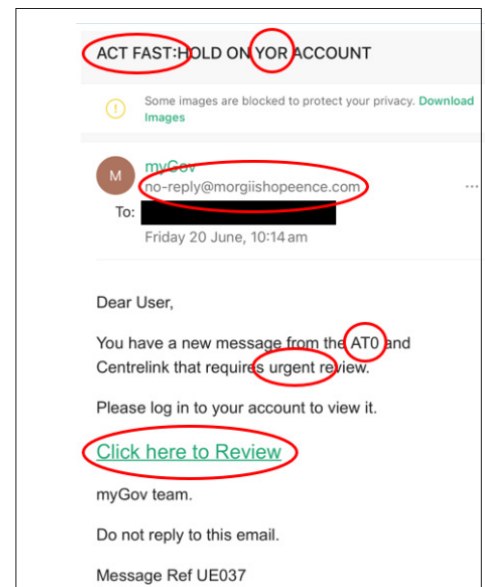 ACT FAST:HOLD ON YOR ACCOUNT
Some images are blocked to protect your privacy. Download
Images
M
myGov
no-reply@morgiishopeence.com
...
To:
Friday 20 June, 10:14 am
Dear User,
You have a new message from the AT0 and
Centrelink that requires urgent review.
Please log in to your account to view it.
Click here to Review
myGov team.
Do not reply to this email.
Message Ref UE037